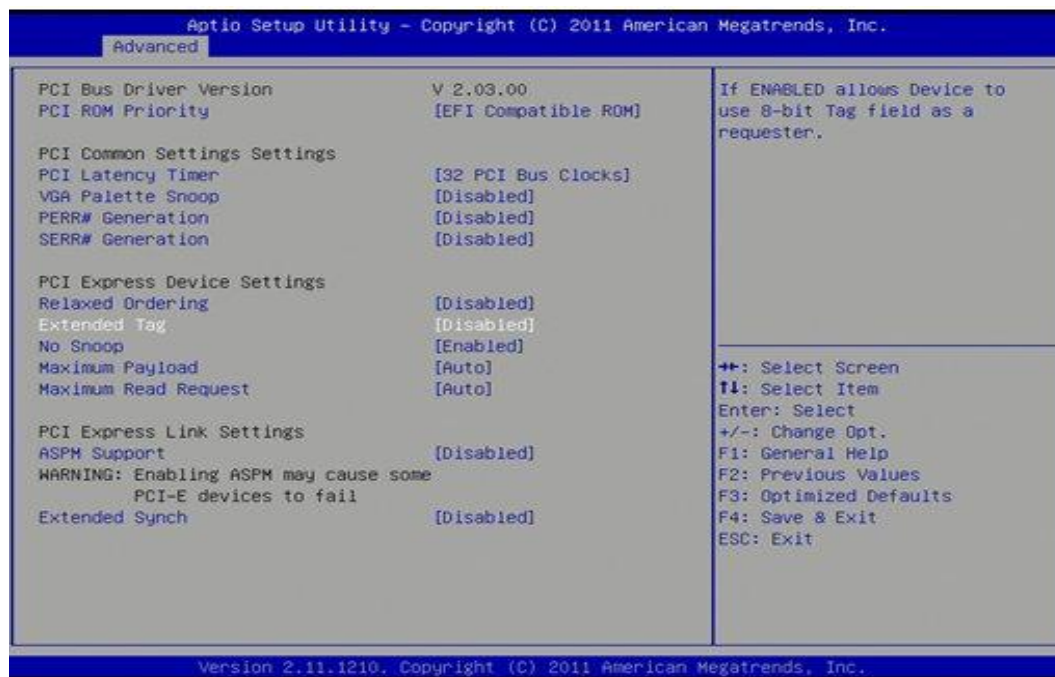 Aptio Setup Utility – Copyright (C) 2011 American Megatrends, Inc.
Advanced
PCI Bus Driver Version V 2.03.00
PCI ROM Priority [EFI Compatible ROM]
PCI Common Settings Settings
PCI Latency Timer [32 PCI Bus Clocks]
VGA Palette Snoop [Disabled]
PERR# Generation [Disabled]
SERR# Generation [Disabled]
PCI Express Device Settings
Relaxed Ordering [Disabled]
Extended Tag [Disabled]
No Snoop [Enabled]
Maximum Payload [Auto]
Maximum Read Request [Auto]
PCI Express Link Settings
ASPM Support [Disabled]
WARNING: Enabling ASPM may cause some
PCI-E devices to fail
Extended Synch [Disabled]
If ENABLED allows Device to
use 8-bit Tag field as a
requester.
→←: Select Screen
↑↓: Select Item
Enter: Select
+/-: Change Opt.
F1: General Help
F2: Previous Values
F3: Optimized Defaults
F4: Save & Exit
ESC: Exit
Version 2.11.1210. Copyright (C) 2011 American Megatrends, Inc.